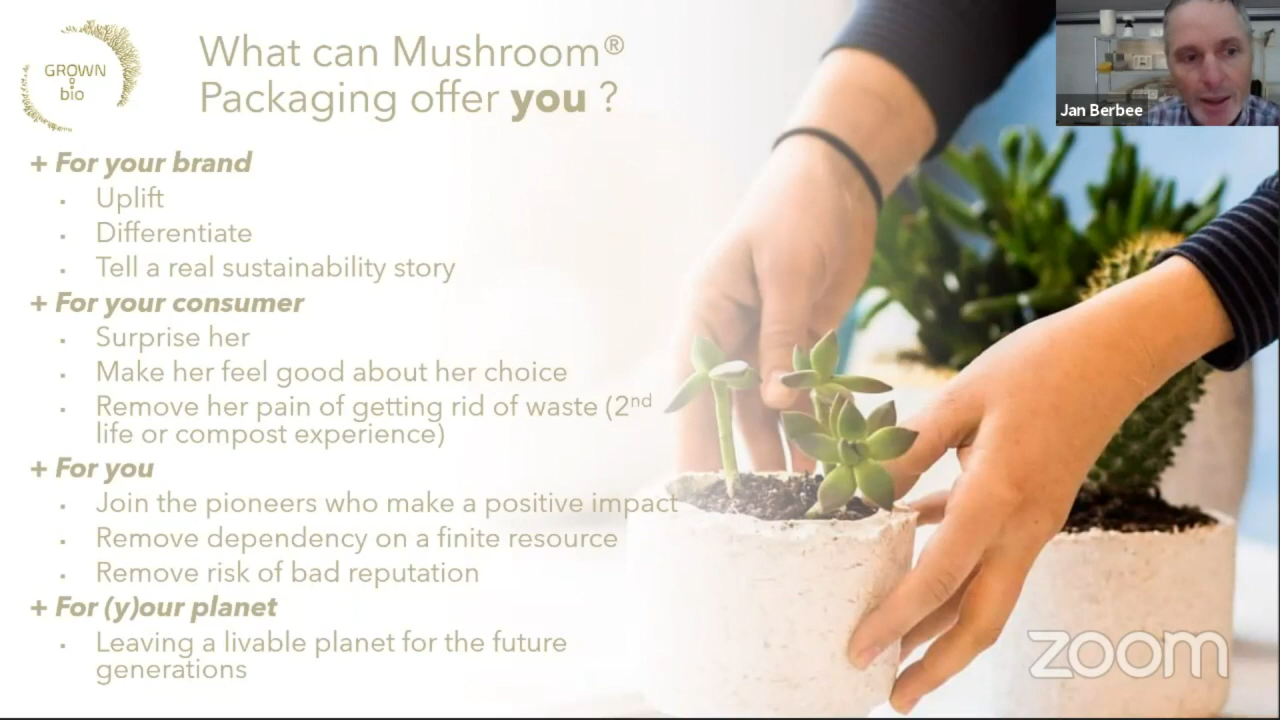 GROWN
bio
What can Mushroom®
Packaging offer you ?
+ For your brand
▪ Uplift
▪ Differentiate
▪ Tell a real sustainability story
+ For your consumer
▪ Surprise her
▪ Make her feel good about her choice
▪ Remove her pain of getting rid of waste (2nd
life or compost experience)
+ For you
▪ Join the pioneers who make a positive impact
▪ Remove dependency on a finite resource
▪ Remove risk of bad reputation
+ For (y)our planet
▪ Leaving a livable planet for the future
generations
Jan Berbee
zoom